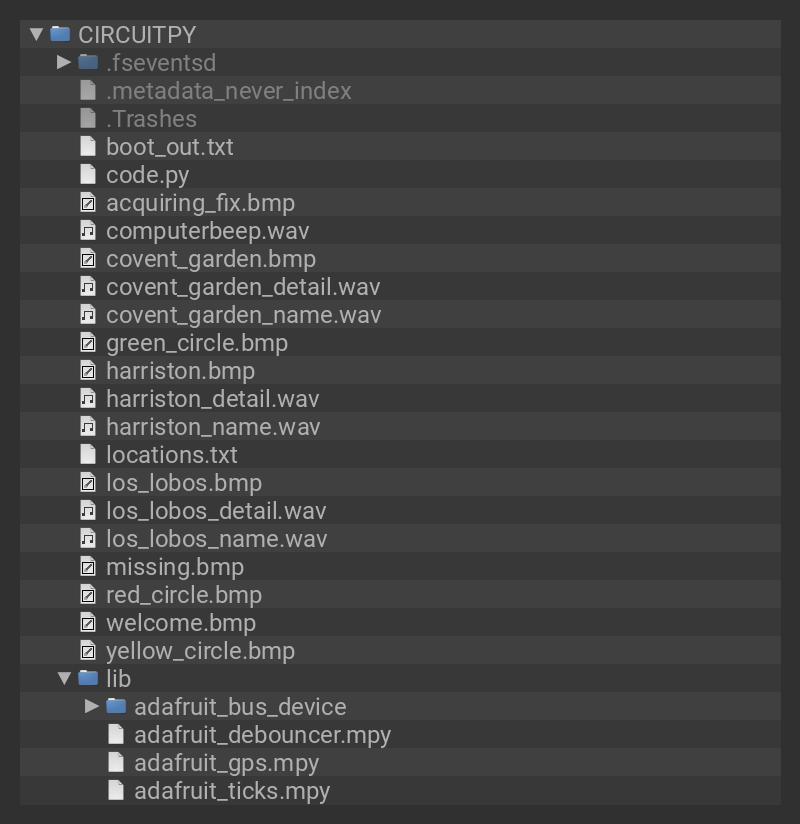 CIRCUITPY
.fseventsd
.metadata_never_index
.Trashes
boot_out.txt
code.py
acquiring_fix.bmp
computerbeep.wav
covent_garden.bmp
covent_garden_detail.wav
covent_garden_name.wav
green_circle.bmp
harriston.bmp
harriston_detail.wav
harriston_name.wav
locations.txt
los_lobos.bmp
los_lobos_detail.wav
los_lobos_name.wav
missing.bmp
red_circle.bmp
welcome.bmp
yellow_circle.bmp
lib
adafruit_bus_device
adafruit_debouncer.mpy
adafruit_gps.mpy
adafruit_ticks.mpy